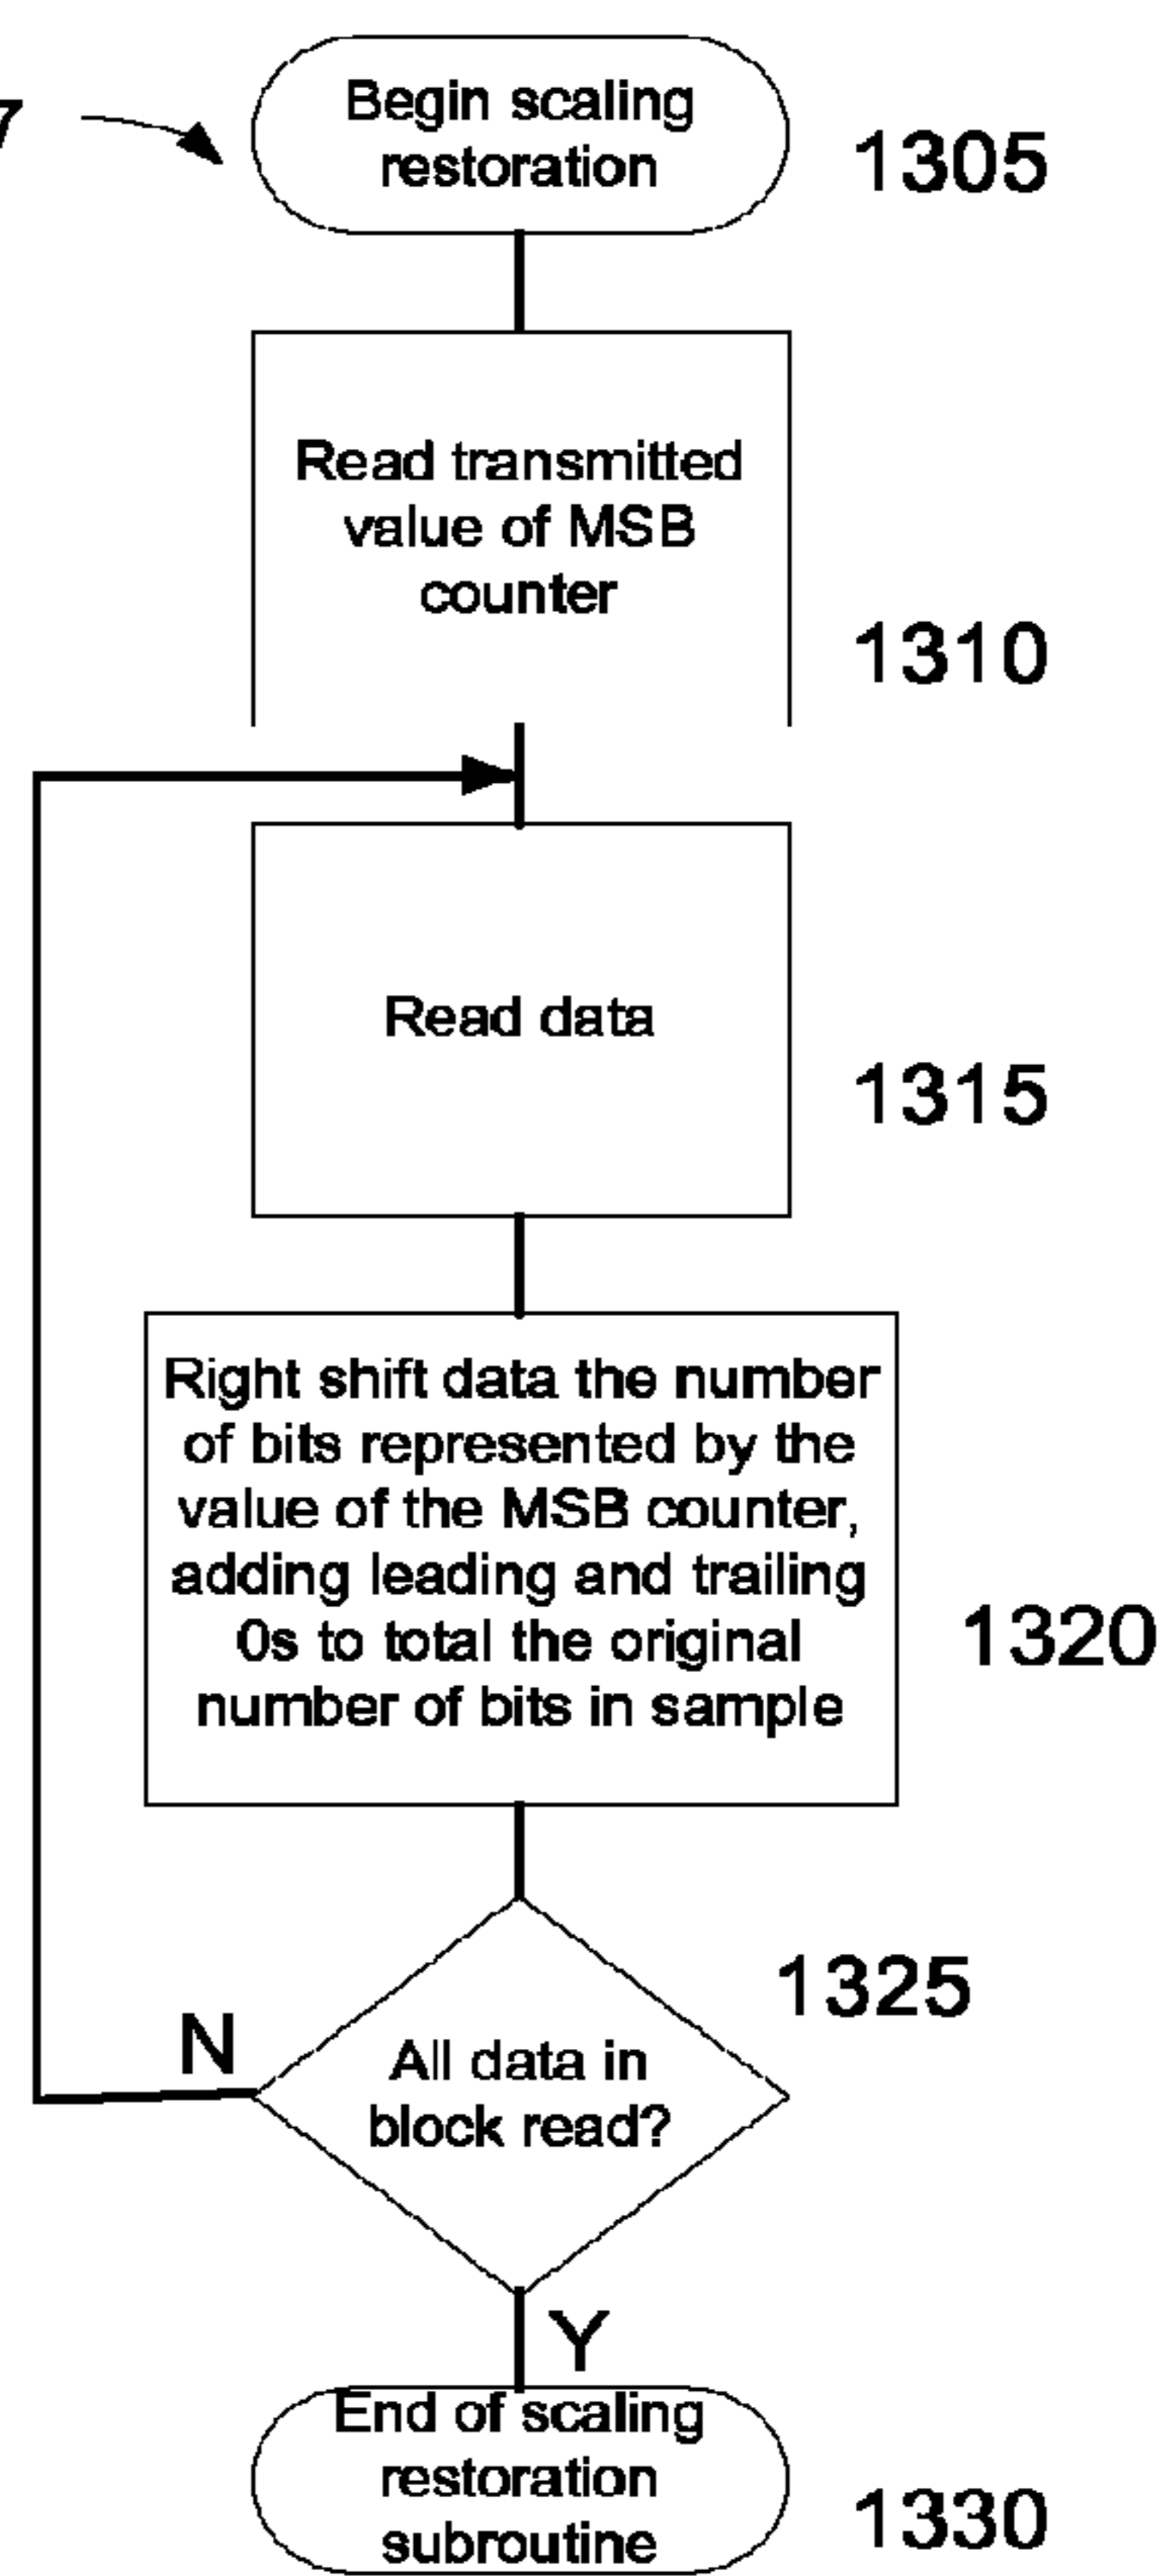 7
Begin scaling
restoration
1305
Read transmitted
value of MSB
counter
1310
Read data
1315
Right shift data the number
of bits represented by the
value of the MSB counter,
adding leading and trailing
0s to total the original
number of bits in sample
1320
1325
N
All data in
block read?
Y
End of scaling
restoration
subroutine
1330